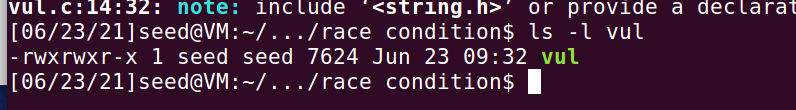 vul.c:14:32: note: include ‘<string.h>’ or provide a declarat
[06/23/21]seed@VM:~/.../race condition$ ls -l vul
-rwxrwxr-x 1 seed seed 7624 Jun 23 09:32 vul
[06/23/21]seed@VM:~/.../race condition$